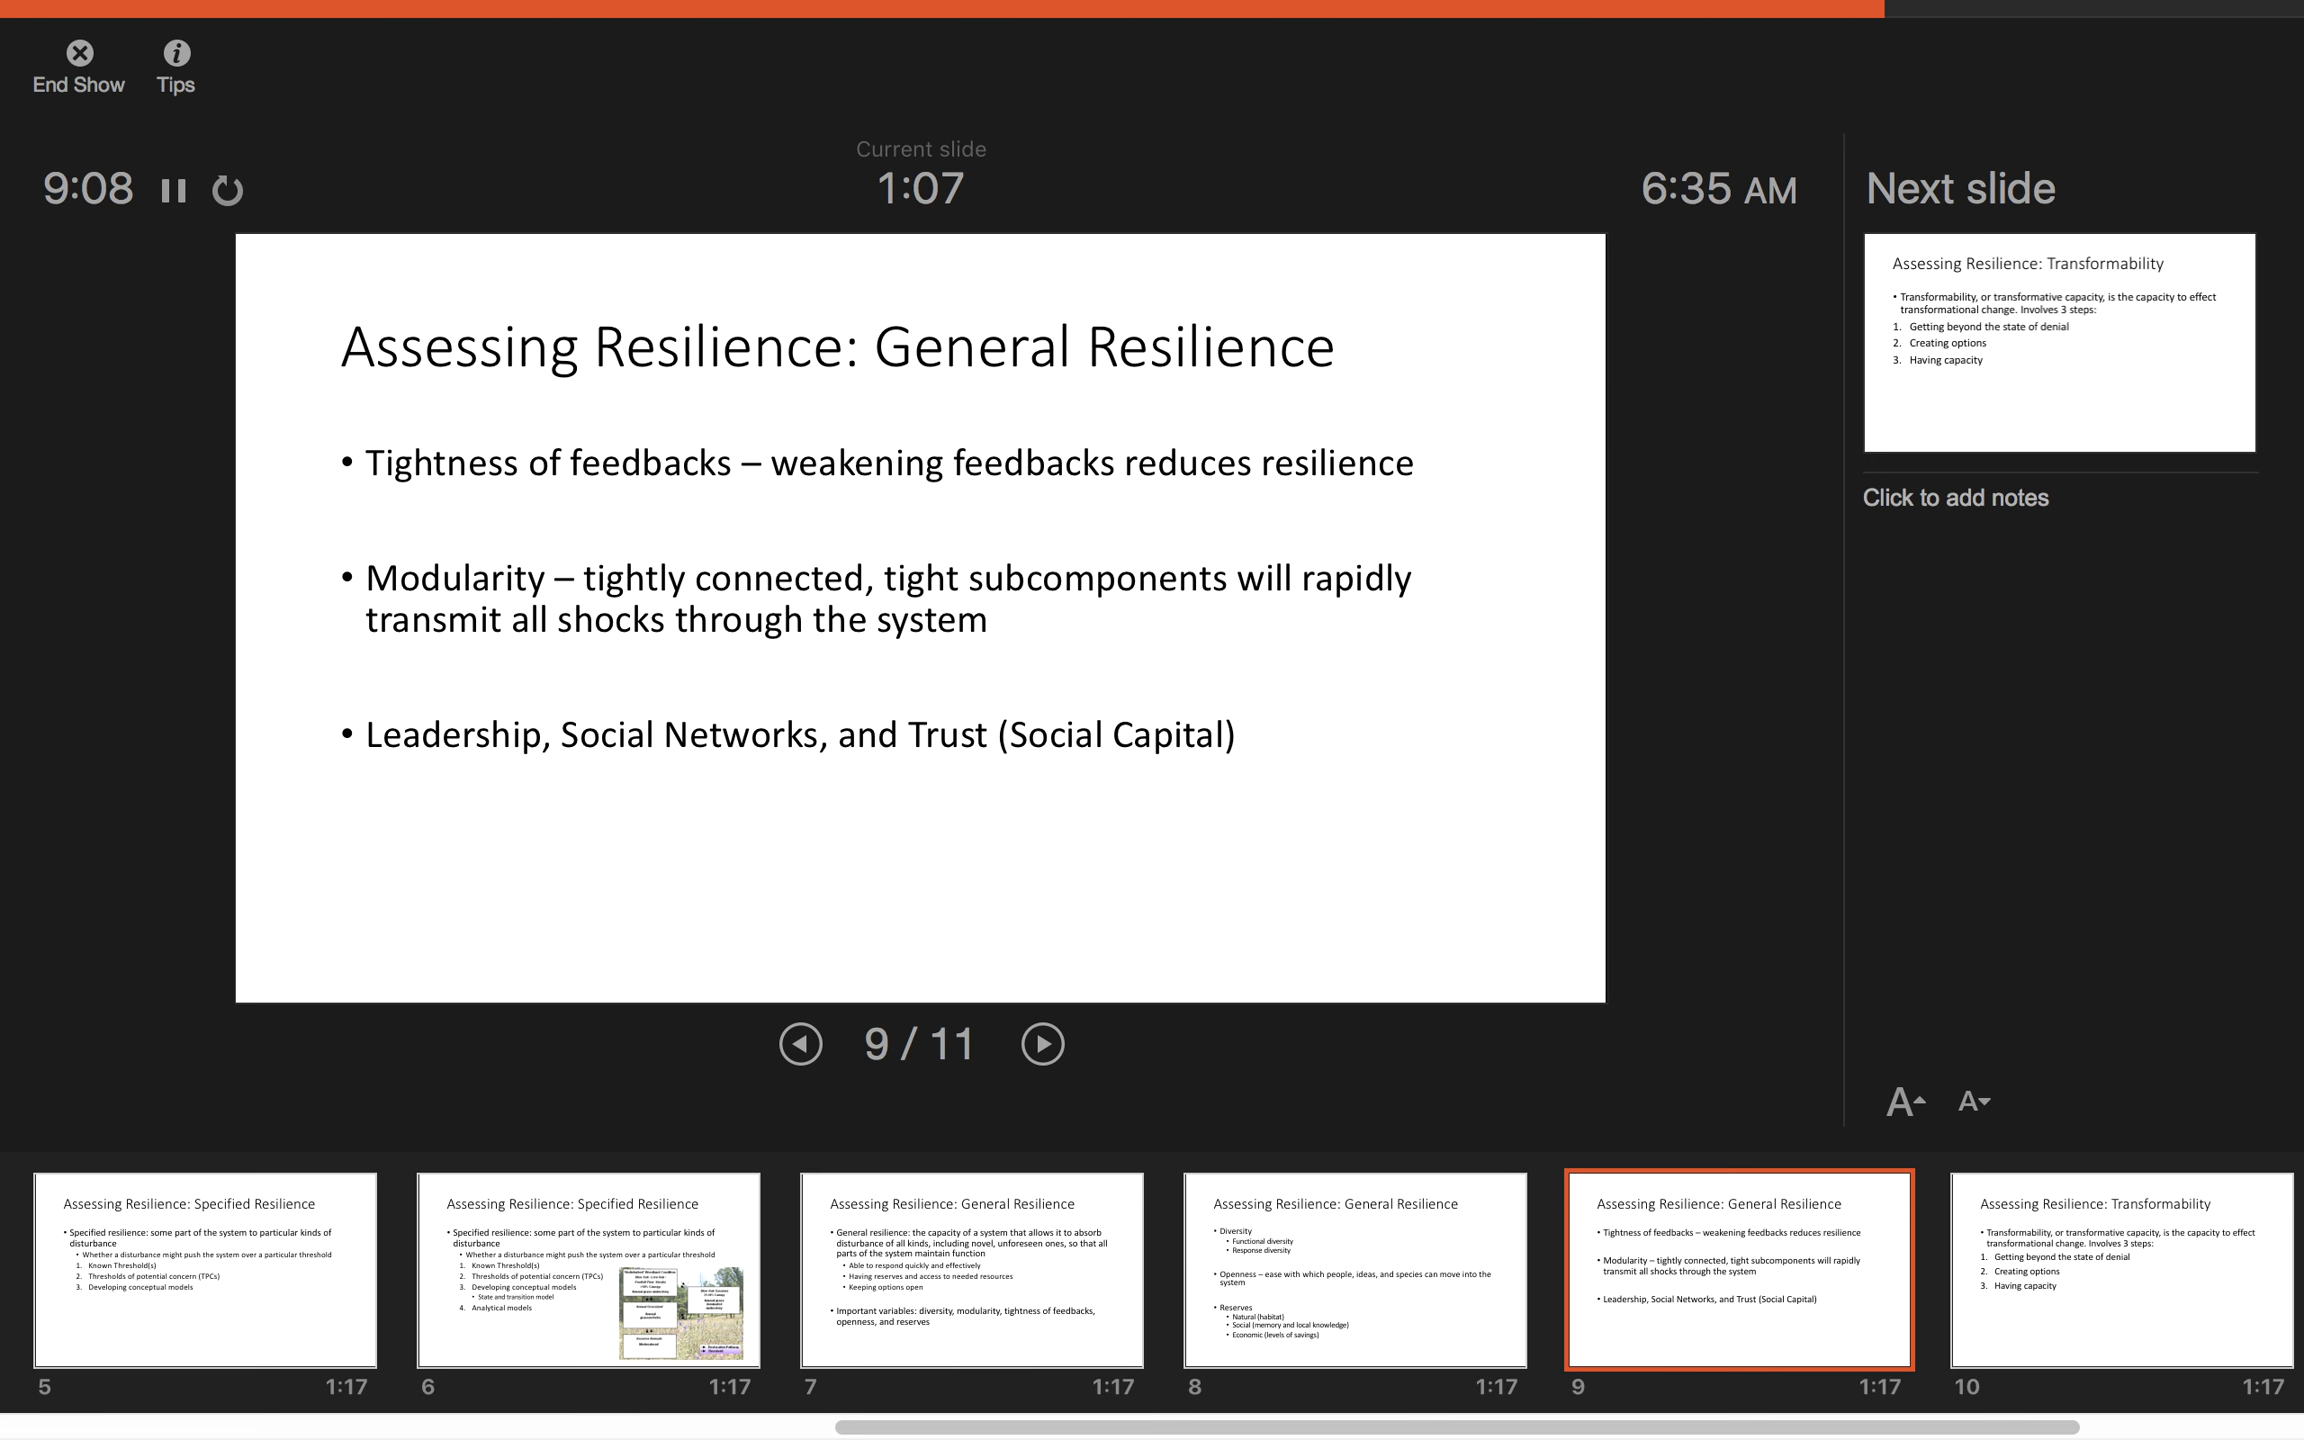 End Show
Tips
Current slide
9:08
1:07
6:35 AM
Next slide
Assessing Resilience: General Resilience
• Tightness of feedbacks – weakening feedbacks reduces resilience
• Modularity – tightly connected, tight subcomponents will rapidly
transmit all shocks through the system
• Leadership, Social Networks, and Trust (Social Capital)
9 / 11
Assessing Resilience: Transformability
• Transformability, or transformative capacity, is the capacity to effect
transformational change. Involves 3 steps:
1. Getting beyond the state of denial
2. Creating options
3. Having capacity
Click to add notes
A
A
Assessing Resilience: Specified Resilience
• Specified resilience: some part of the system to particular kinds of
disturbance
• Whether a disturbance might push the system over a particular threshold
1. Known Threshold(s)
2. Thresholds of potential concern (TPCs)
3. Developing conceptual models
5
1:17
Assessing Resilience: Specified Resilience
• Specified resilience: some part of the system to particular kinds of
disturbance
• Whether a disturbance might push the system over a particular threshold
1. Known Threshold(s)
2. Thresholds of potential concern (TPCs)
3. Developing conceptual models
• State and transition model
4. Analytical models
6
1:17
Assessing Resilience: General Resilience
• General resilience: the capacity of a system that allows it to absorb
disturbance of all kinds, including novel, unforeseen ones, so that all
parts of the system maintain function
• Able to respond quickly and effectively
• Having reserves and access to needed resources
• Keeping options open
• Important variables: diversity, modularity, tightness of feedbacks,
openness, and reserves
7
1:17
Assessing Resilience: General Resilience
• Diversity
• Functional diversity
• Response diversity
• Openness – ease with which people, ideas, and species can move into the
system
• Reserves
• Natural (habitat)
• Social (memory and local knowledge)
• Economic (levels of savings)
8
1:17
Assessing Resilience: General Resilience
• Tightness of feedbacks – weakening feedbacks reduces resilience
• Modularity – tightly connected, tight subcomponents will rapidly
transmit all shocks through the system
• Leadership, Social Networks, and Trust (Social Capital)
9
1:17
Assessing Resilience: Transformability
• Transformability, or transformative capacity, is the capacity to effect
transformational change. Involves 3 steps:
1. Getting beyond the state of denial
2. Creating options
3. Having capacity
10
1:17